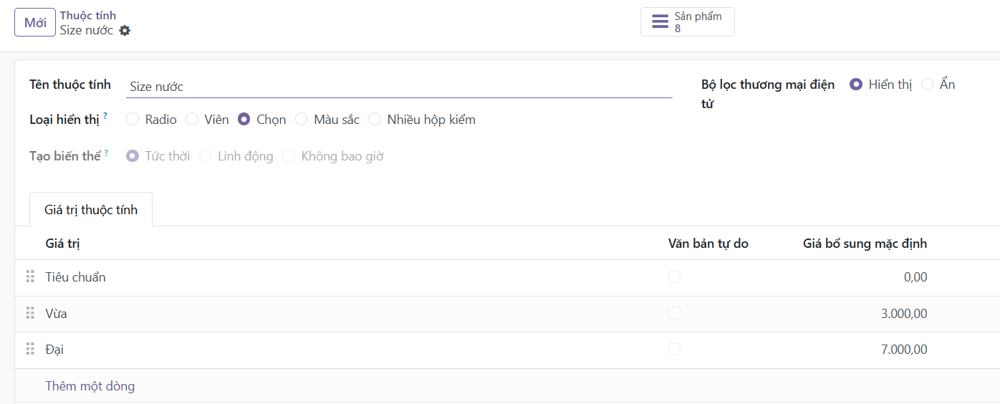 Mới
Thuộc tính
Size nước
Sản phẩm
8
Tên thuộc tính
Size nước
Bộ lọc thương mại điện
tử
Hiển thị
Ẩn
Loại hiển thị ?
Radio
Viên
Chọn
Màu sắc
Nhiều hộp kiểm
Tạo biến thể ?
Tức thời
Linh động
Không bao giờ
Giá trị thuộc tính
Giá trị
Văn bản tự do
Giá bổ sung mặc định
Tiêu chuẩn
0,00
Vừa
3.000,00
Đại
7.000,00
Thêm một dòng